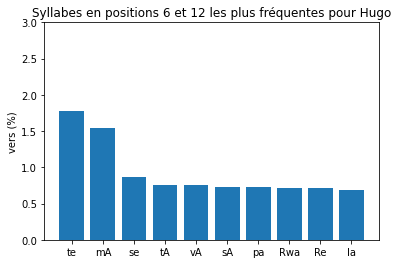 Syllabes en positions 6 et 12 les plus fréquentes pour Hugo
3.0
2.5
2.0
1.5
1.0
0.5
0.0
vers (%)
te mA se tA vA sA pa Rwa Re la